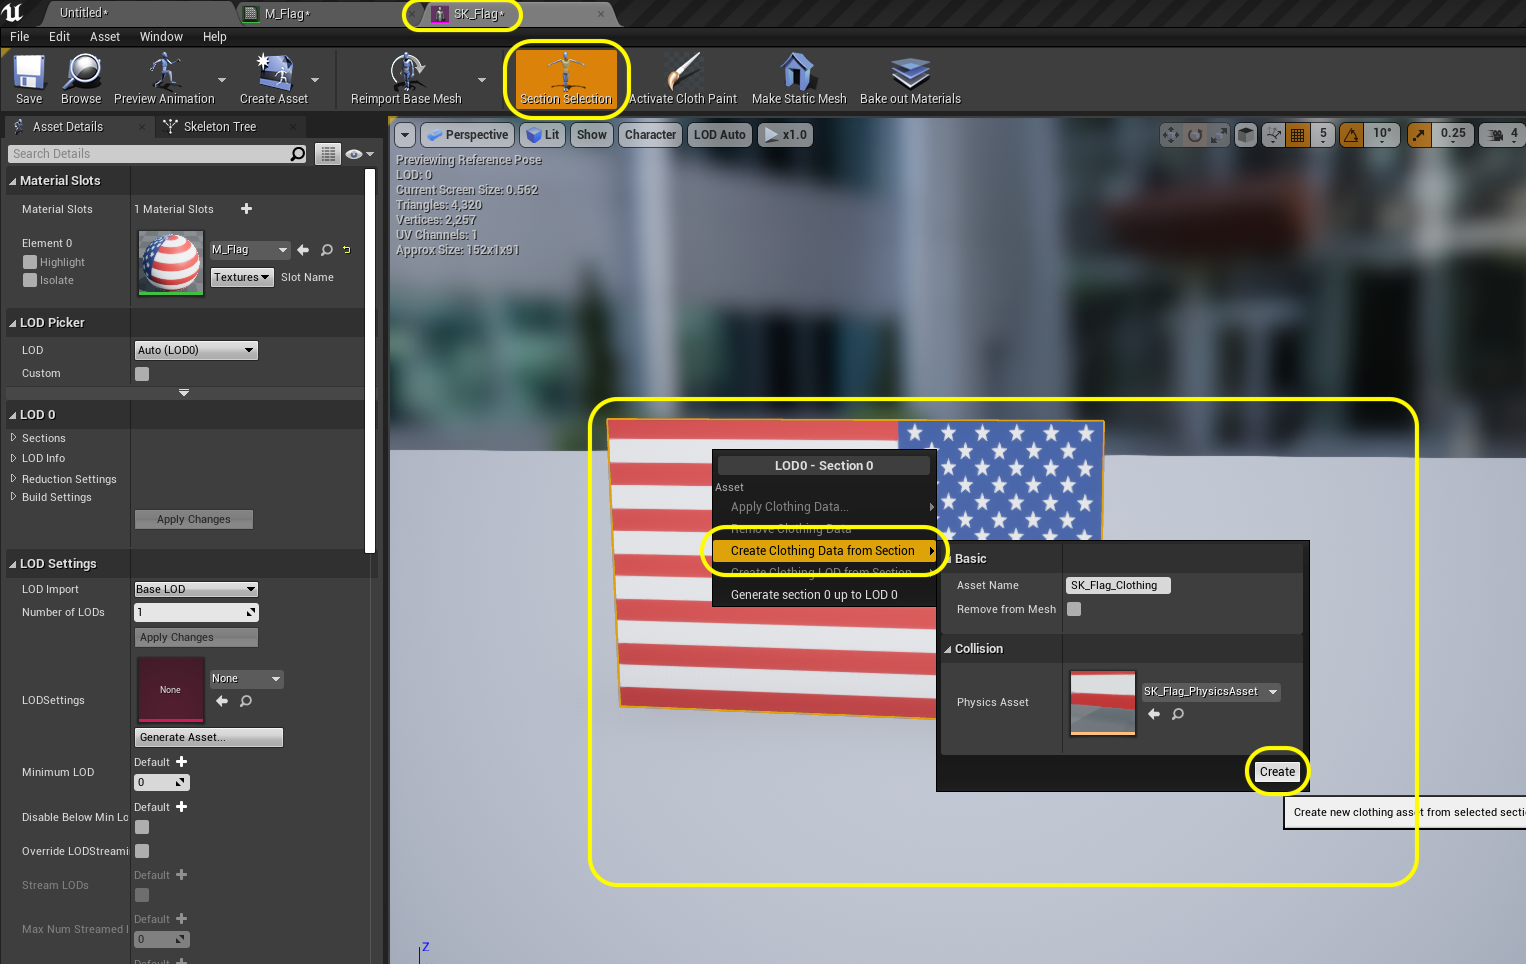 Untitled*
M_Flag*
SK_Flag*
File Edit Asset Window Help
Save Browse Preview Animation Create Asset Reimport Base Mesh Section Selection Activate Cloth Paint Make Static Mesh Bake out Materials
Asset Details
Skeleton Tree
Search Details
Material Slots
Material Slots 1 Material Slots
Element 0
Highlight
Isolate
M_Flag
Textures Slot Name
LOD Picker
LOD Auto (LOD0)
Custom
LOD 0
Sections
LOD Info
Reduction Settings
Build Settings
Apply Changes
LOD Settings
LOD Import Base LOD
Number of LODs 1
Apply Changes
LODSettings
None
None
Generate Asset...
Minimum LOD
Default
0
Disable Below Min Lo
Default
Override LODStreami
Stream LODs
Default
Max Num Streamed
Default
0
Default
Perspective Lit Show Character LOD Auto x1.0
5 10° 0.25 4
Previewing Reference Pose
LOD: 0
Current Screen Size: 0.562
Triangles: 4,320
Vertices: 2,257
UV Channels: 1
Approx Size: 152x1x91
LOD0 - Section 0
Asset
Apply Clothing Data...
Remove Clothing Data
Create Clothing Data from Section
Create Clothing LOD from Section
Generate section 0 up to LOD 0
Basic
Asset Name SK_Flag_Clothing
Remove from Mesh
Collision
Physics Asset
SK_Flag_PhysicsAsset
Create
Create new clothing asset from selected secti
Z